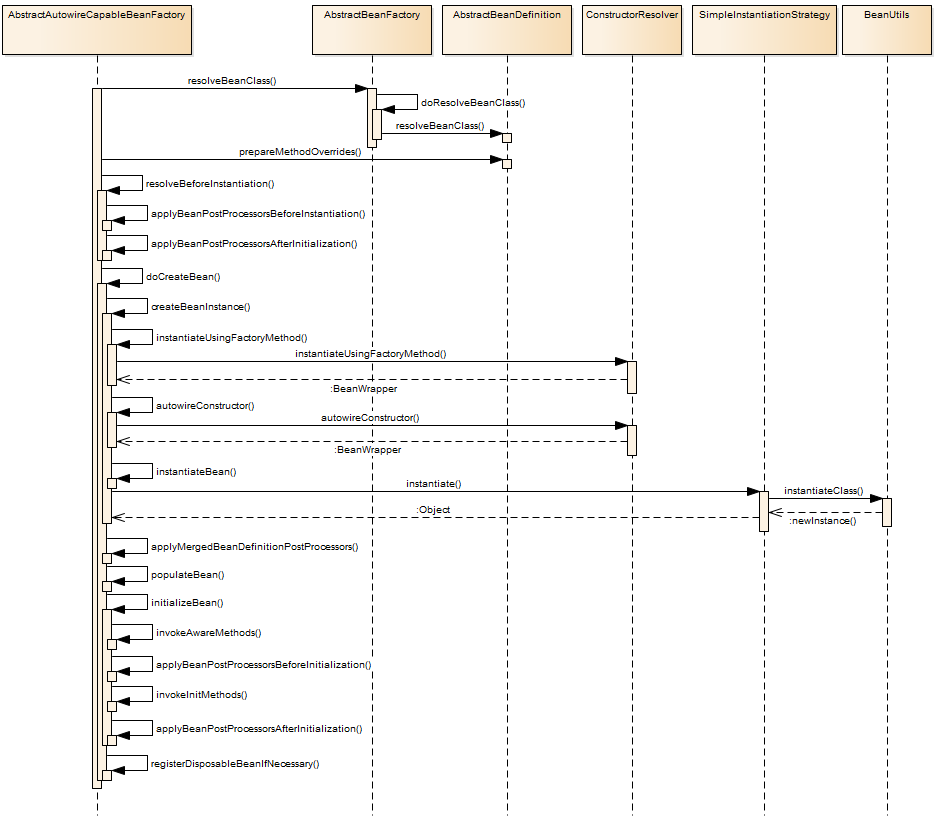 AbstractAutowireCapableBeanFactory
AbstractBeanFactory
AbstractBeanDefinition
ConstructorResolver
SimpleInstantiationStrategy
BeanUtils
resolveBeanClass()
doResolveBeanClass()
resolveBeanClass()
prepareMethodOverrides()
resolveBeforeInstantiation()
applyBeanPostProcessorsBeforeInstantiation()
applyBeanPostProcessorsAfterInitialization()
doCreateBean()
createBeanInstance()
instantiateUsingFactoryMethod()
instantiateUsingFactoryMethod()
:BeanWrapper
autowireConstructor()
autowireConstructor()
:BeanWrapper
instantiateBean()
instantiate()
instantiateClass()
:Object
:newInstance()
applyMergedBeanDefinitionPostProcessors()
populateBean()
initializeBean()
invokeAwareMethods()
applyBeanPostProcessorsBeforeInitialization()
invokeInitMethods()
applyBeanPostProcessorsAfterInitialization()
registerDisposableBeanIfNecessary()